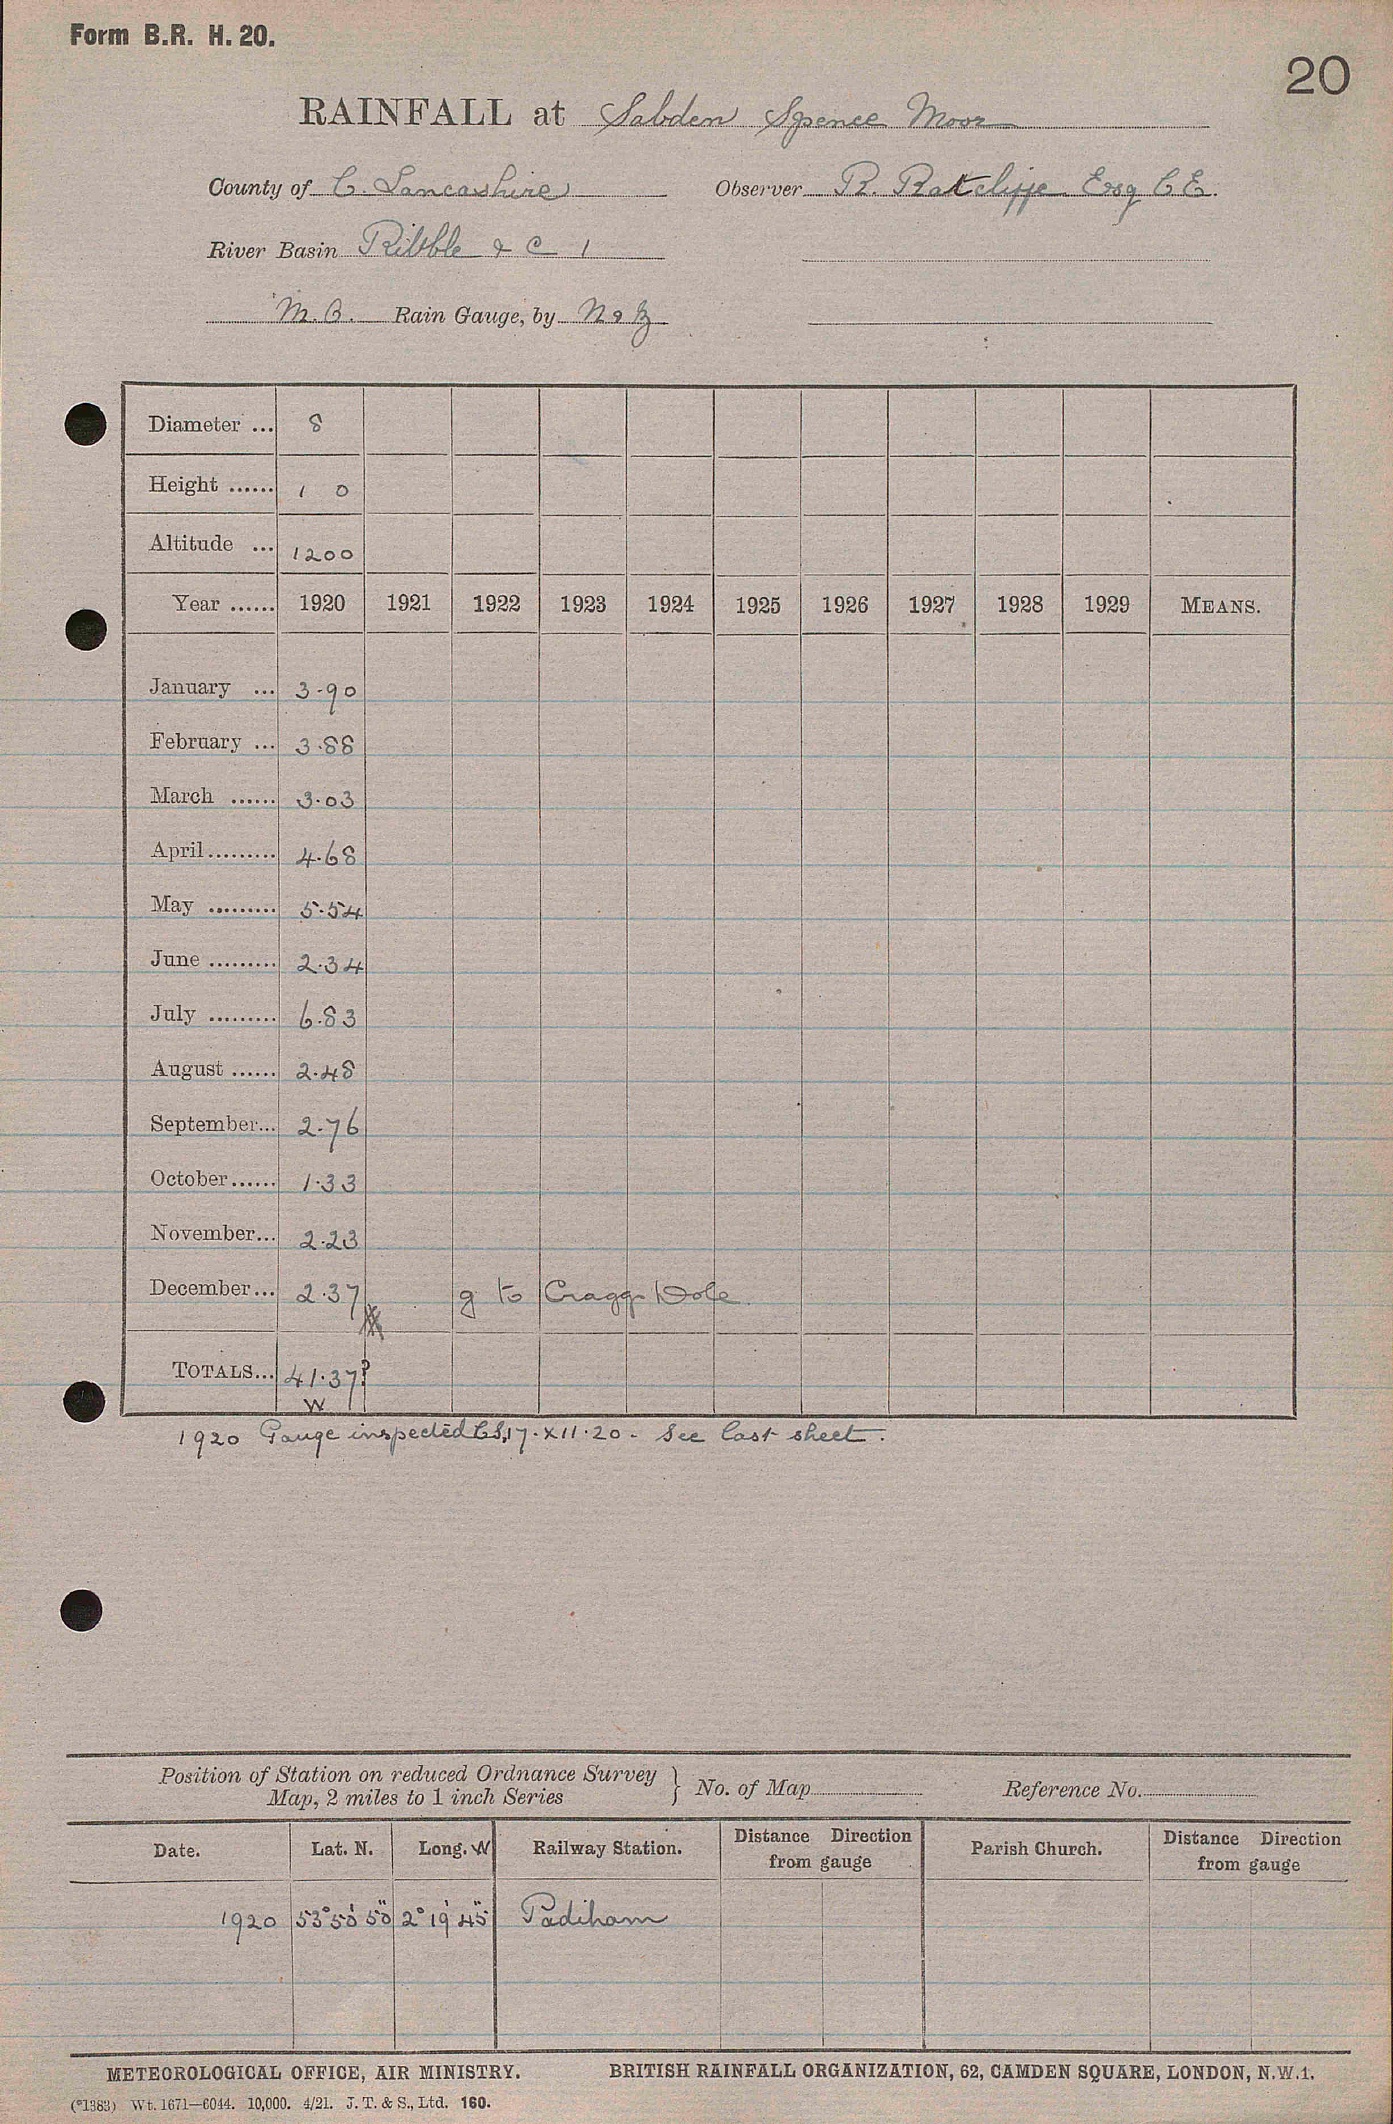 Form B.R. H. 20.
20
RAINFALL at Sabden Spence Moor
County of C. Lancashire Observer R. Ratcliffe Esq C E.
River Basin Ribble & C 1
M.O. Rain Gauge, by N & Z
Diameter ... 8
Height ...... 1 0
Altitude ... 1200
Year ...... 1920 1921 1922 1923 1924 1925 1926 1927 1928 1929 MEANS.
January ... 3.90
February ... 3.88
March ...... 3.03
April ......... 4.68
May ......... 5.54
June ......... 2.34
July ......... 6.83
August ...... 2.48
September... 2.76
October...... 1.33
November... 2.23
December... 2.37 g to Cragg Hole
TOTALS... 41.37?
W
1920 Gauge inspected C.S. 17.XII.20. See last sheet.
Position of Station on reduced Ordnance Survey
Map, 2 miles to 1 inch Series } No. of Map Reference No.
Date. Lat. N. Long. W Railway Station. Distance Direction from gauge Parish Church. Distance Direction from gauge
1920 53° 50' 50" 2° 19' 45" Padiham
METEOROLOGICAL OFFICE, AIR MINISTRY. BRITISH RAINFALL ORGANIZATION, 62, CAMDEN SQUARE, LONDON, N.W.1.
(*1383) Wt. 1671—6044. 10,000. 4/21. J. T. & S., Ltd. 160.